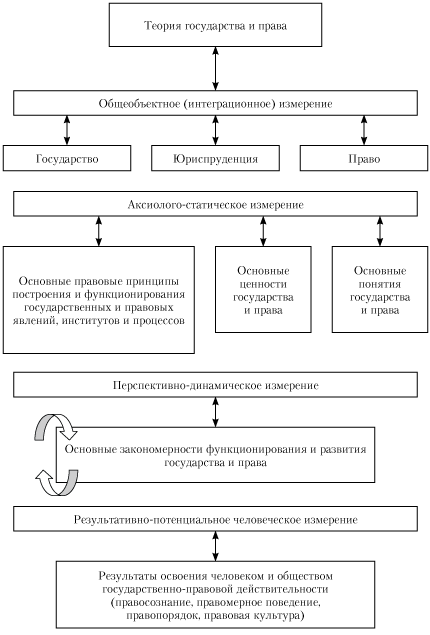 Теория государства и права
Общеобъектное (интеграционное) измерение
Государство
Юриспруденция
Право
Аксиолого-статическое измерение
Основные правовые принципы
построения и функционирования
государственных и правовых
явлений, институтов и процессов
Основные
ценности
государства
и права
Основные
понятия
государства
и права
Перспективно-динамическое измерение
Основные закономерности функционирования и развития
государства и права
Результативно-потенциальное человеческое измерение
Результаты освоения человеком и обществом
государственно-правовой действительности
(правосознание, правомерное поведение,
правопорядок, правовая культура)